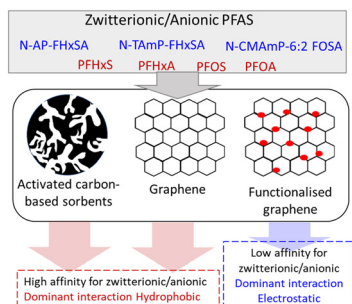 Zwitterionic/Anionic PFAS
N-AP-FHxSA N-TAmP-FHxSA N-CMAmP-6:2 FOSA
PFHxS PFHxA PFOS PFOA
Activated carbon-
based sorbents
Graphene
Functionalised
graphene
High affinity for zwitterionic/anionic
Dominant interaction Hydrophobic
Low affinity for
zwitterionic/anionic
Dominant interaction
Electrostatic